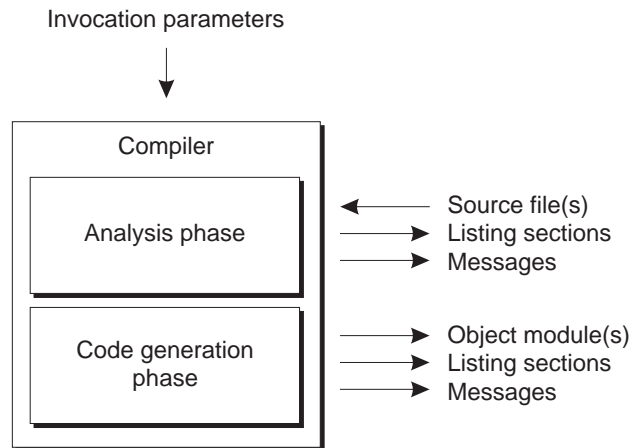 Invocation parameters
Compiler
Analysis phase
Source file(s)
Listing sections
Messages
Code generation
phase
Object module(s)
Listing sections
Messages